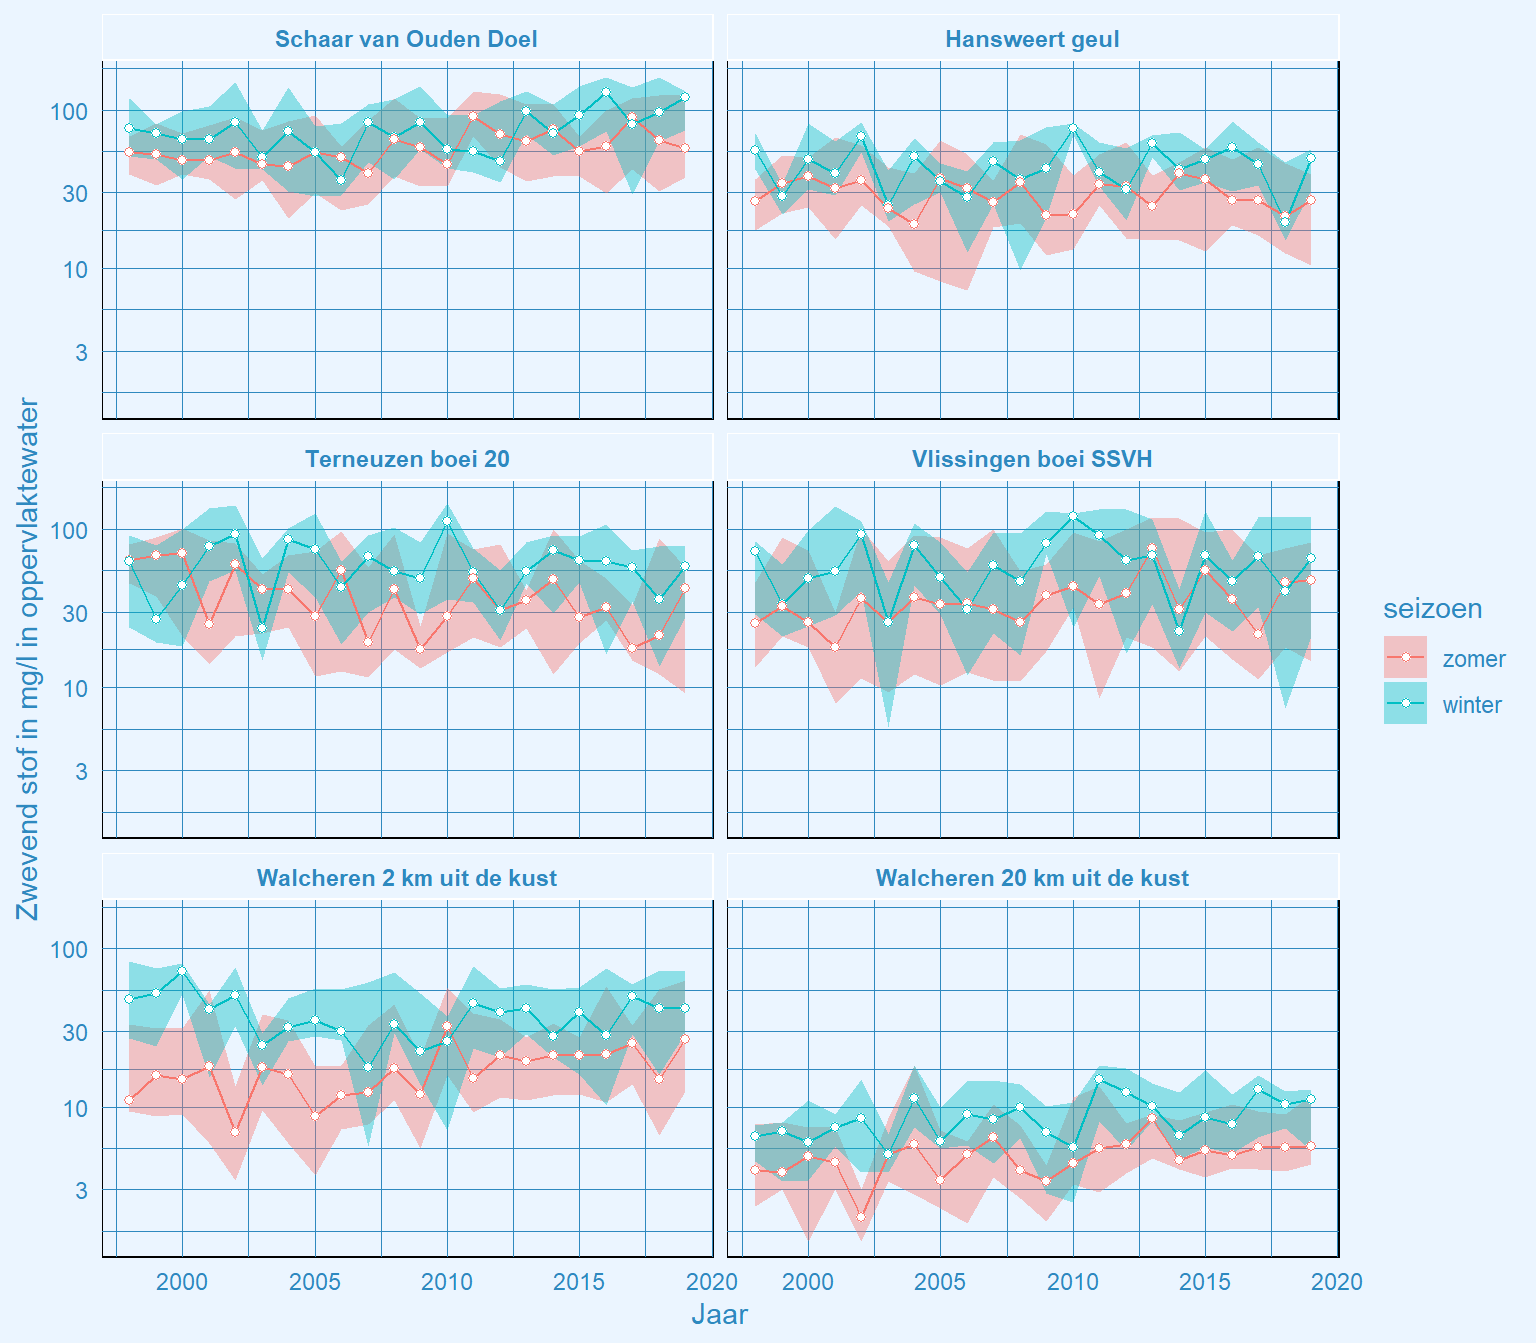 Schaar van Ouden Doel
Hansweert geul
100
30
10
3
Terneuzen boei 20
Vlissingen boei SSVH
100
30
10
3
Walcheren 2 km uit de kust
Walcheren 20 km uit de kust
100
30
10
3
2000 2005 2010 2015 2020
2000 2005 2010 2015 2020
Jaar
Zwevend stof in mg/l in oppervlaktewater
seizoen
zomer
winter